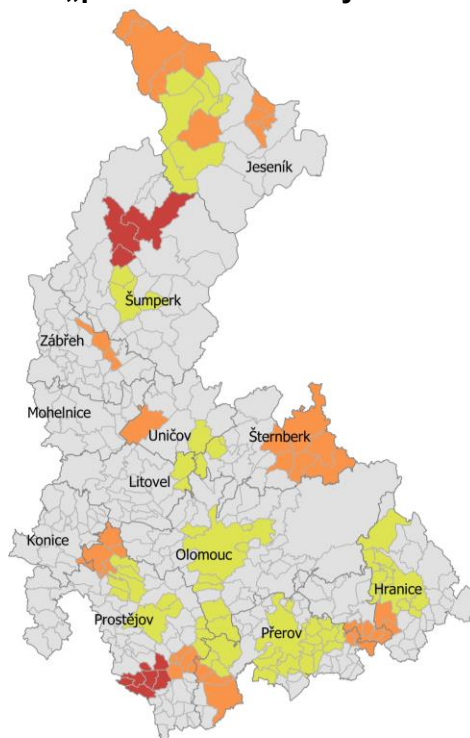 Jeseník
Šumperk
Zábřeh
Mohelnice
Uničov
Šternberk
Litovel
Konice
Olomouc
Hranice
Prostějov
Přerov